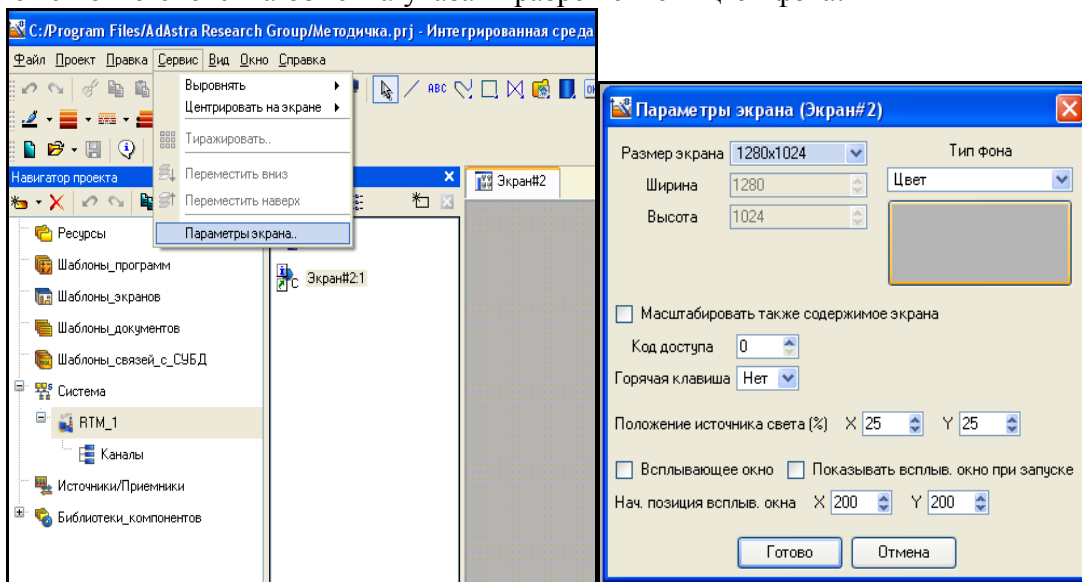 C:/Program Files/AdAstra Research Group/Методичка.prj - Интегрированная среда
Файл Проект Правка Сервис Вид Окно Справка
ABC
Выровнять
Центрировать на экране
Тиражировать..
Переместить вниз
Переместить наверх
Параметры экрана..
Навигатор проекта
Ресурсы
Шаблоны_программ
Шаблоны_экранов
Шаблоны_документов
Шаблоны_связей_с_СУБД
Система
RTM_1
Каналы
Источники/Приемники
Библиотеки_компонентов
Экран#2:1
Экран#2
Параметры экрана (Экран#2)
Размер экрана 1280x1024
Ширина 1280
Высота 1024
Тип фона
Цвет
Масштабировать также содержимое экрана
Код доступа 0
Горячая клавиша Нет
Положение источника света (%) X 25 Y 25
Всплывающее окно Показывать всплыв. окно при запуске
Нач. позиция всплыв. окна X 200 Y 200
Готово Отмена